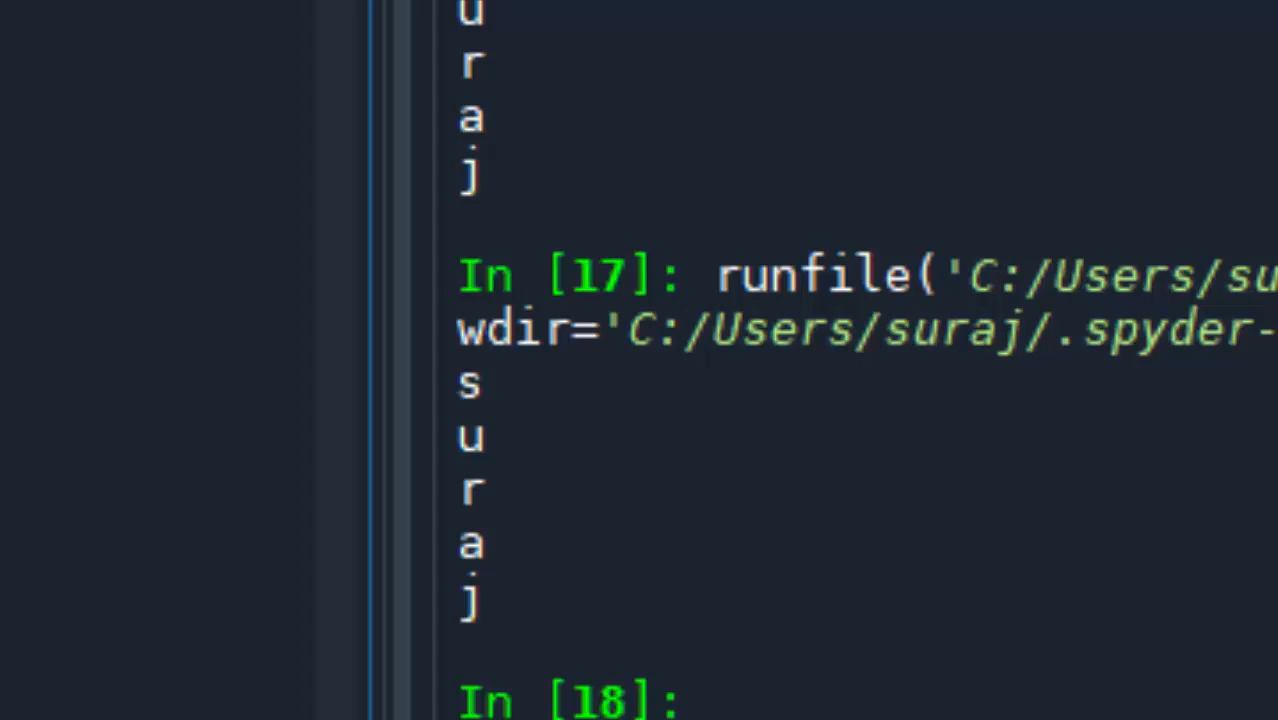 u
r
a
j
In [17]: runfile('C:/Users/su
wdir='C:/Users/suraj/.spyder-
s
u
r
a
j
In [18]: